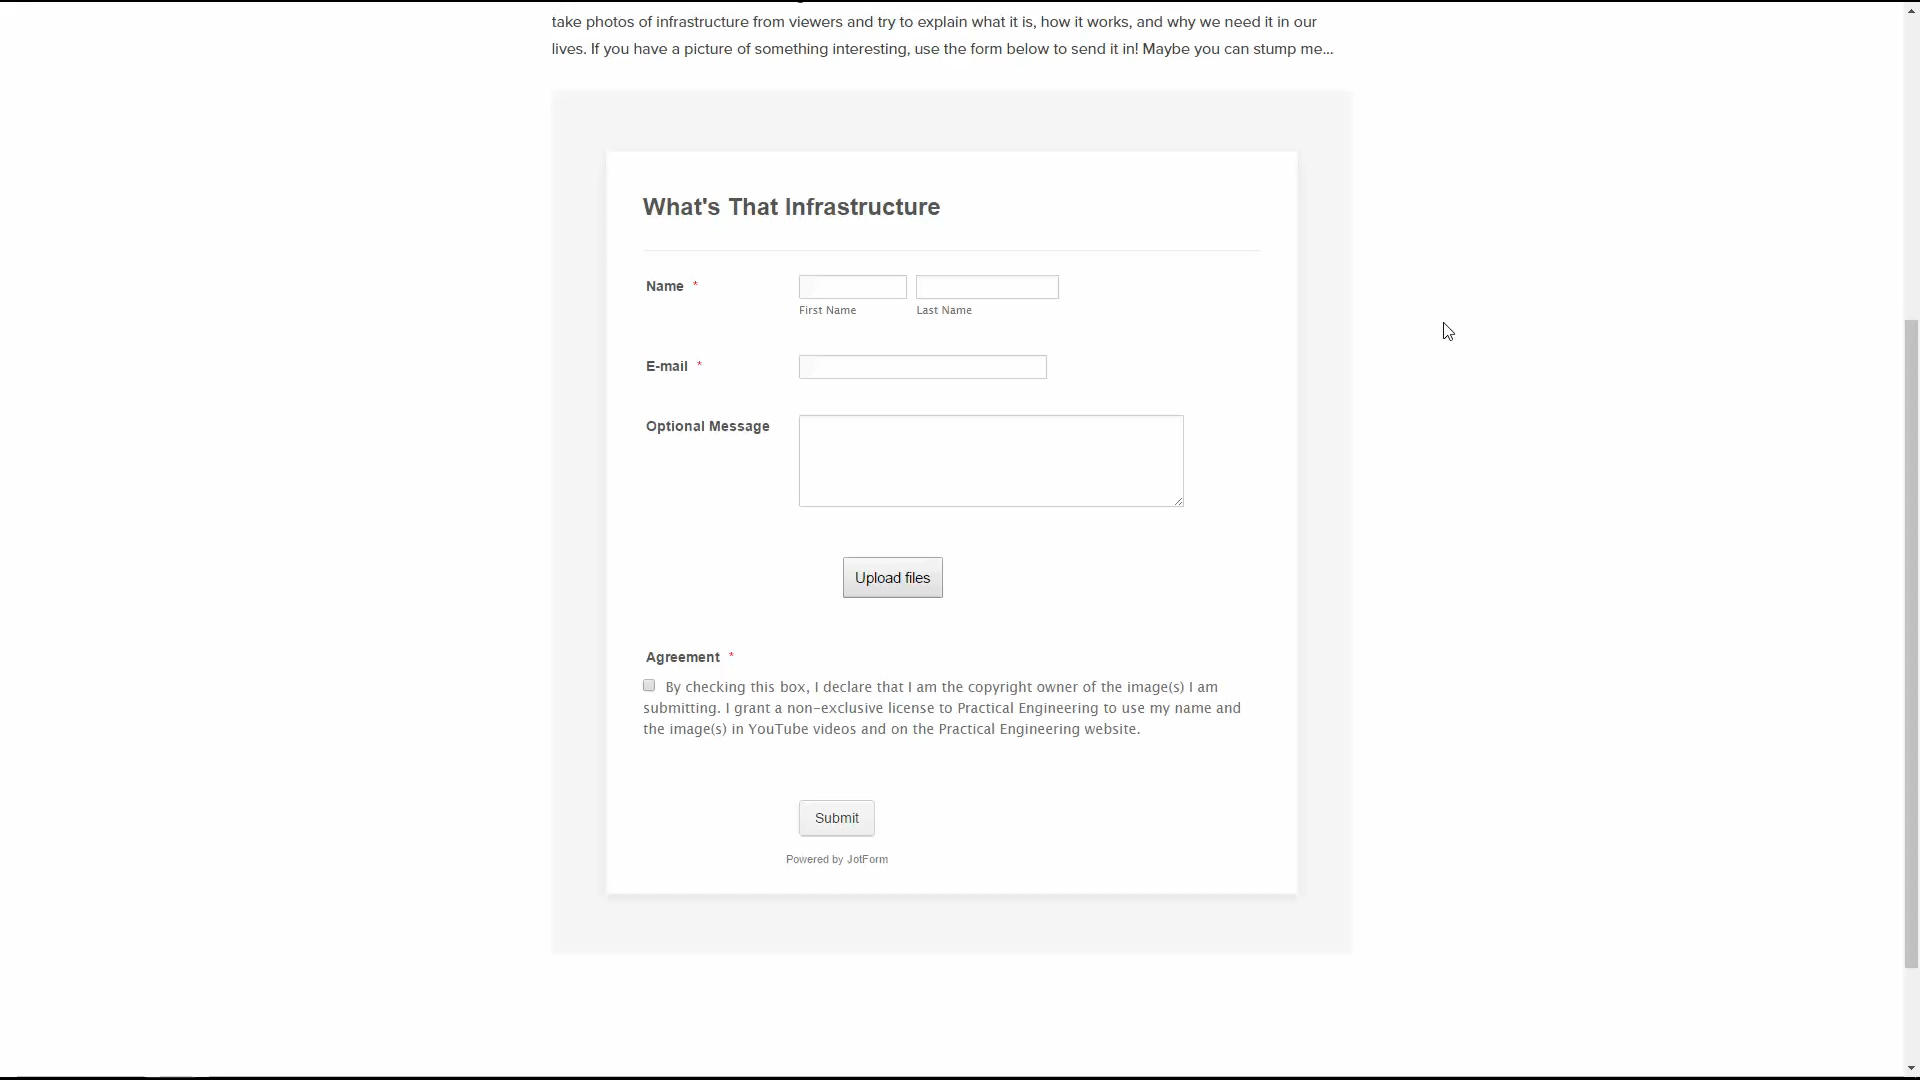 take photos of infrastructure from viewers and try to explain what it is, how it works, and why we need it in our
lives. If you have a picture of something interesting, use the form below to send it in! Maybe you can stump me...
What's That Infrastructure
Name *
First Name Last Name
E-mail *
Optional Message
Upload files
Agreement *
By checking this box, I declare that I am the copyright owner of the image(s) I am
submitting. I grant a non-exclusive license to Practical Engineering to use my name and
the image(s) in YouTube videos and on the Practical Engineering website.
Submit
Powered by JotForm